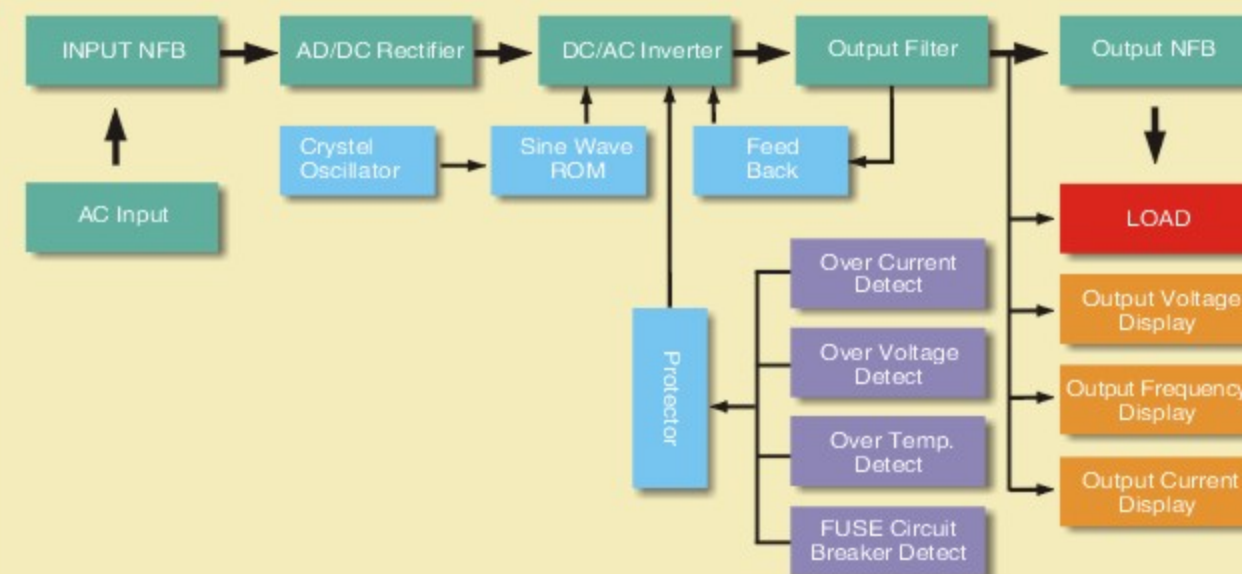 INPUT NFB
AD/DC Rectifier
DC/AC Inverter
Output Filter
Output NFB
Crystel
Oscillator
Sine Wave
ROM
Feed
Back
AC Input
LOAD
Over Current
Detect
Output Voltage
Display
Protector
Over Voltage
Detect
Output Frequency
Display
Over Temp.
Detect
Output Current
Display
FUSE Circuit
Breaker Detect